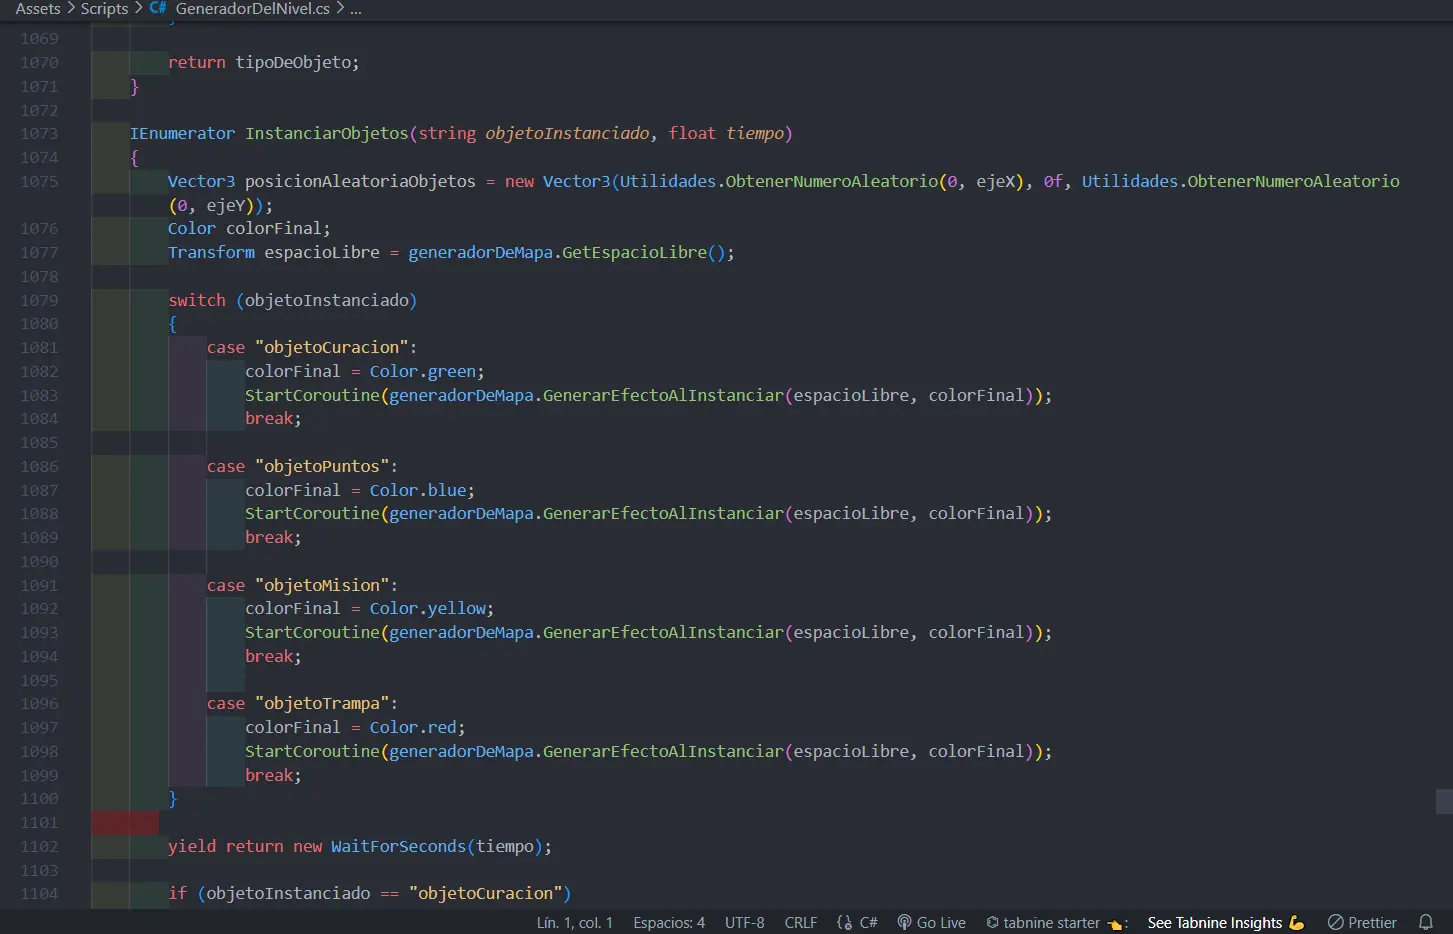 Assets > Scripts > C# GeneradorDelNivel.cs > ...
1069
1070 return tipoDeObjeto;
1071 }
1072
1073 IEnumerator InstanciarObjetos(string objetoInstanciado, float tiempo)
1074 {
1075 Vector3 posicionAleatoriaObjetos = new Vector3(Utilidades.ObtenerNumeroAleatorio(0, ejeX), 0f, Utilidades.ObtenerNumeroAleatorio
(0, ejeY));
1076 Color colorFinal;
1077 Transform espacioLibre = generadorDeMapa.GetEspacioLibre();
1078
1079 switch (objetoInstanciado)
1080 {
1081 case "objetoCuracion":
1082 colorFinal = Color.green;
1083 StartCoroutine(generadorDeMapa.GenerarEfectoAlInstanciar(espacioLibre, colorFinal));
1084 break;
1085
1086 case "objetoPuntos":
1087 colorFinal = Color.blue;
1088 StartCoroutine(generadorDeMapa.GenerarEfectoAlInstanciar(espacioLibre, colorFinal));
1089 break;
1090
1091 case "objetoMision":
1092 colorFinal = Color.yellow;
1093 StartCoroutine(generadorDeMapa.GenerarEfectoAlInstanciar(espacioLibre, colorFinal));
1094 break;
1095
1096 case "objetoTrampa":
1097 colorFinal = Color.red;
1098 StartCoroutine(generadorDeMapa.GenerarEfectoAlInstanciar(espacioLibre, colorFinal));
1099 break;
1100 }
1101
1102 yield return new WaitForSeconds(tiempo);
1103
1104 if (objetoInstanciado == "objetoCuracion")
Lín. 1, col. 1 Espacios: 4 UTF-8 CRLF C# Go Live tabnine starter 👈: See Tabnine Insights 💪 Prettier